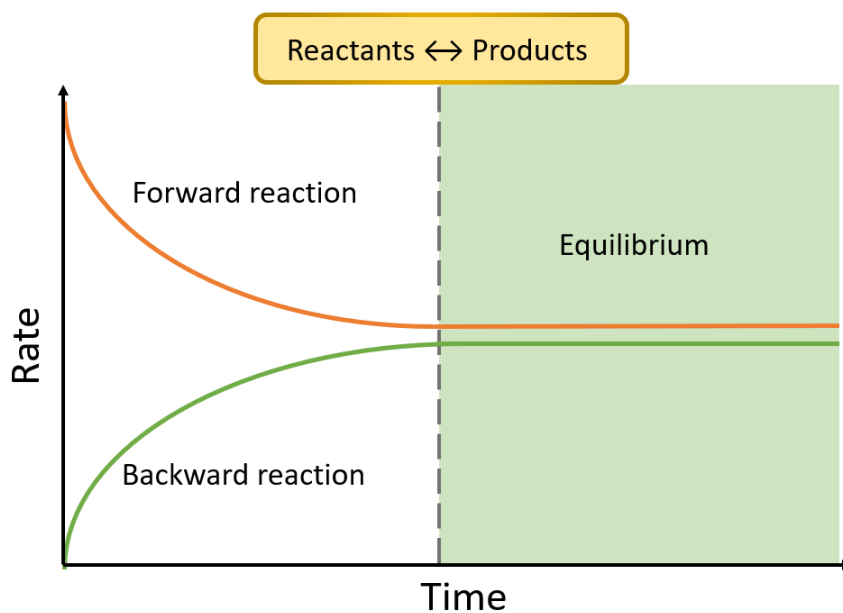 Reactants ↔ Products
Forward reaction
Equilibrium
Rate
Backward reaction
Time